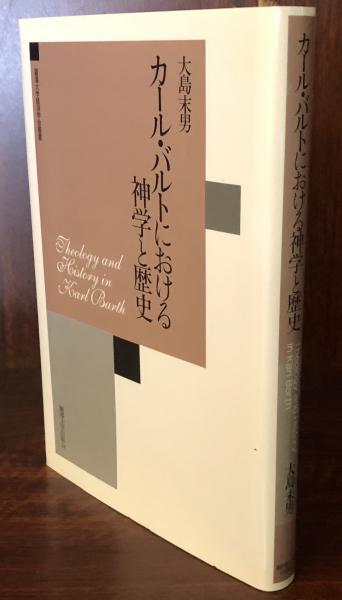 大島末男
カール・バルトにおける
神学と歴史
Theology and
History in
Karl Barth
カール・バルトにおける神学と歴史
大島末男